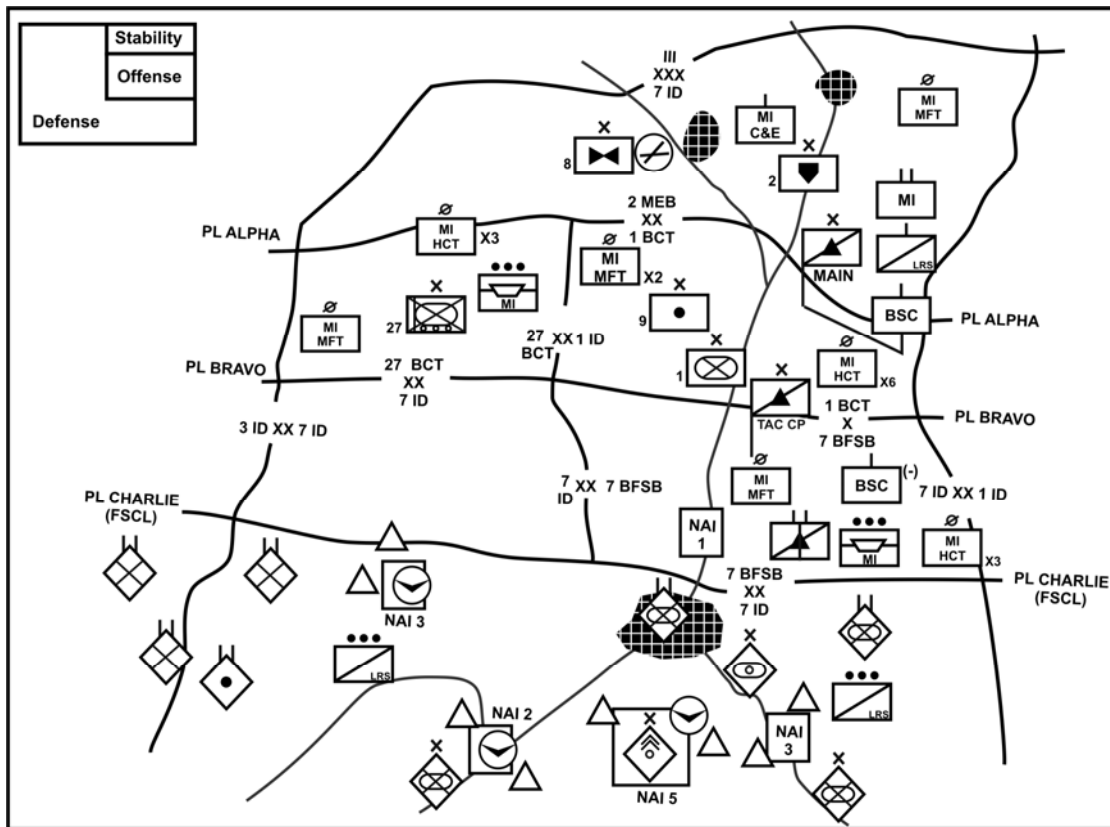 Stability
Offense
Defense
III
XXX
7 ID
MI
MFT
MI
C&E
X
8
X
2
MI
2 MEB
XX
1 BCT
PL ALPHA
MI
HCT
X3
MI
MFT
X2
X
MAIN
LRS
MI
X
27
X
9
BSC
PL ALPHA
MI
MFT
27 XX 1 ID
BCT
X
1
MI
HCT
X6
PL BRAVO
27 BCT
XX
7 ID
X
TAC CP
1 BCT
X
7 BFSB
PL BRAVO
3 ID XX 7 ID
7 XX 7 BFSB
ID
MI
MFT
BSC
(-)
7 ID XX 1 ID
PL CHARLIE
(FSCL)
NAI
1
MI
MI
HCT
X3
7 BFSB
XX
7 ID
PL CHARLIE
(FSCL)
NAI 3
LRS
X
LRS
NAI 2
X
X
NAI
3
X
X
NAI 5